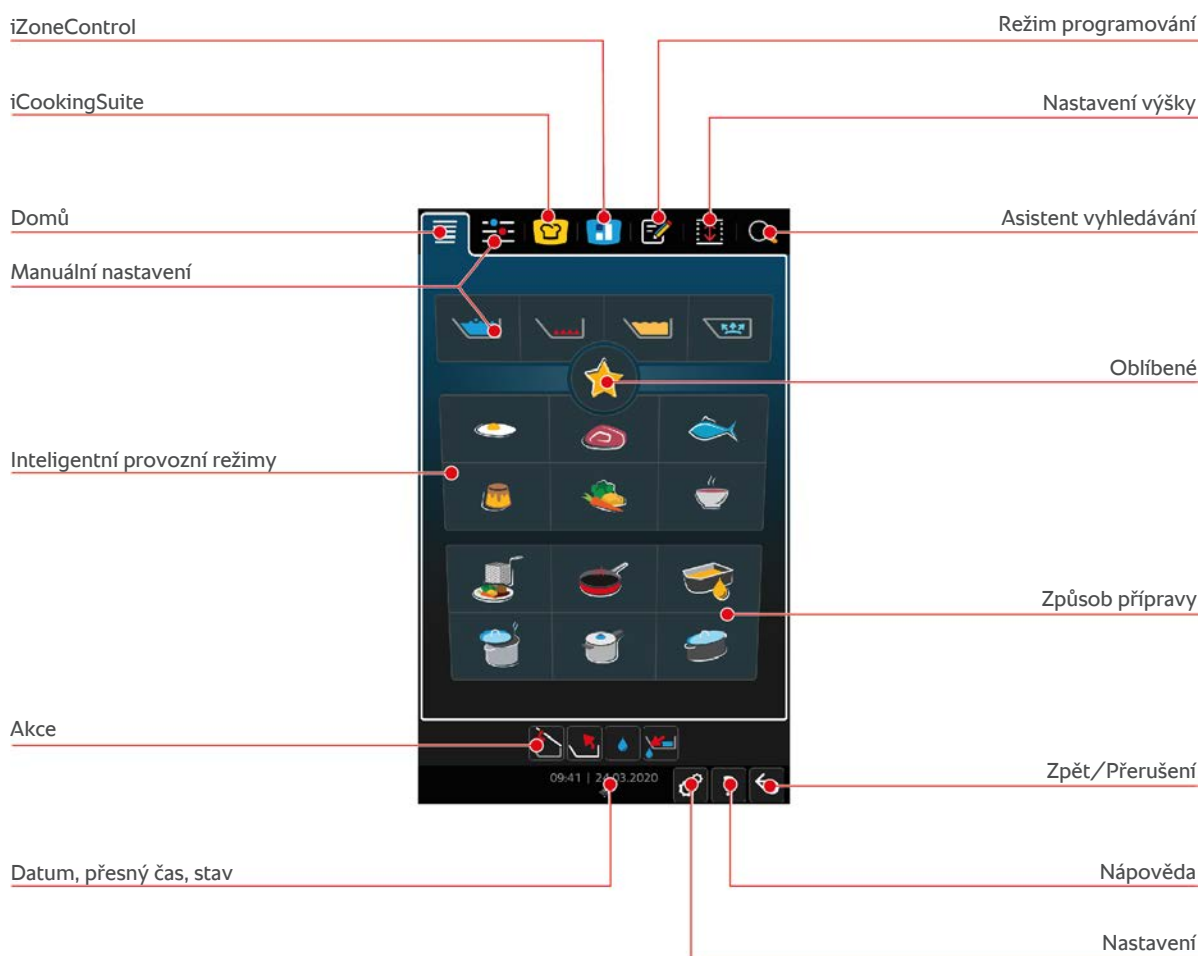 iZoneControl
Režim programování
iCookingSuite
Nastavení výšky
Domů
Asistent vyhledávání
Manuální nastavení
Oblíbené
Inteligentní provozní režimy
Způsob přípravy
Akce
09:41 | 24.03.2020
Zpět/Přerušení
Datum, přesný čas, stav
Nápověda
Nastavení